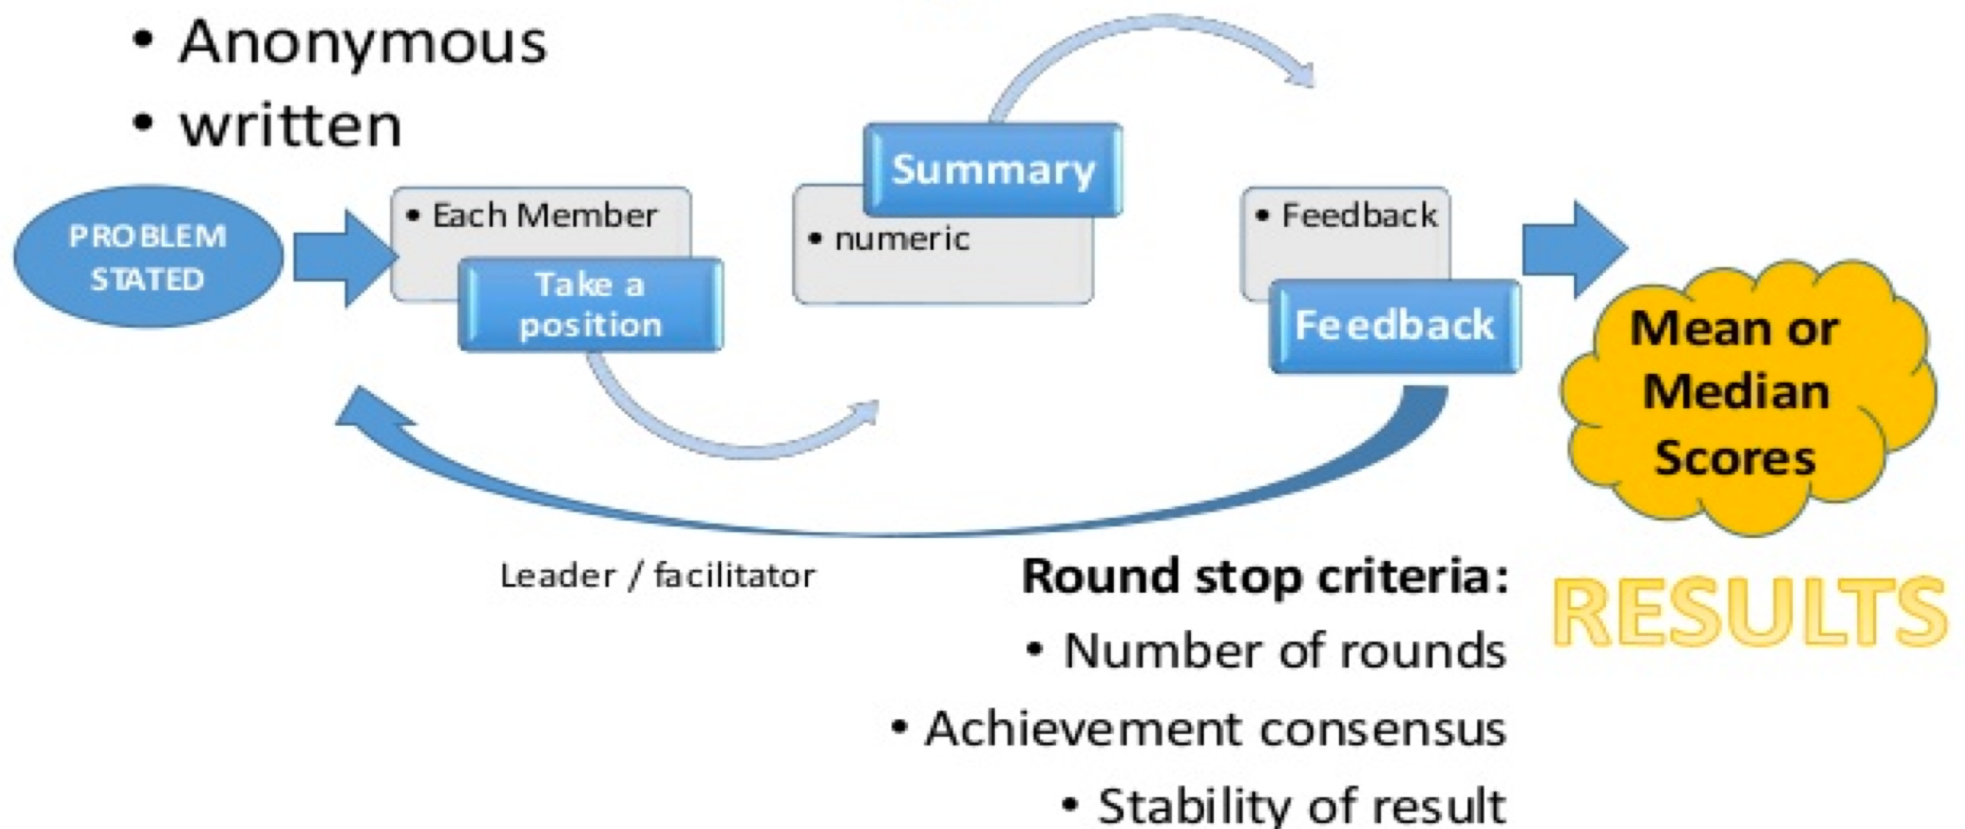 • Anonymous
• written
PROBLEM
STATED
• Each Member
Take a
position
Summary
• numeric
• Feedback
Feedback
Mean or
Median
Scores
Leader / facilitator
Round stop criteria:
• Number of rounds
• Achievement consensus
• Stability of result
RESULTS